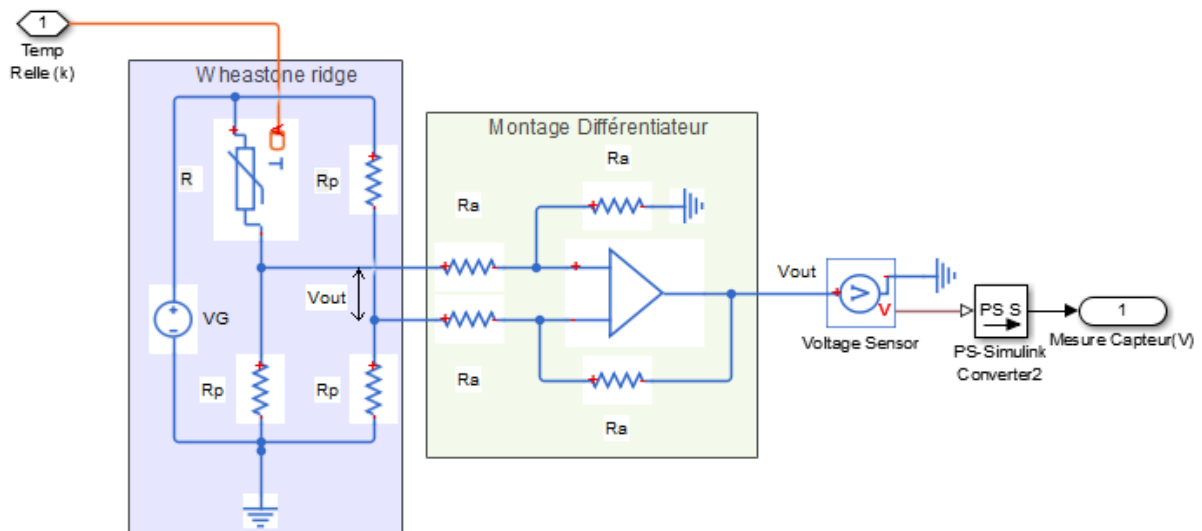 1
Temp
Relle (k)
Wheastone ridge
Montage Différentiateur
A
T
R
Rp
Ra
Ra
Vout
VG
Rp
Rp
Ra
Ra
Vout
V
V
Voltage Sensor
PS S
PS-Simulink
Converter2
1
Mesure Capteur(V)